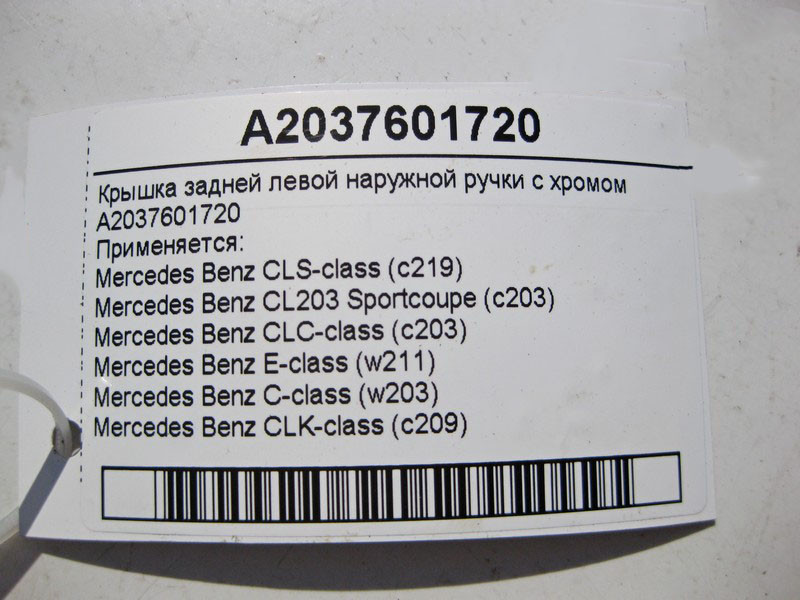 A2037601720
Крышка задней левой наружной ручки с хромом
A2037601720
Применяется:
Mercedes Benz CLS-class (c219)
Mercedes Benz CL203 Sportcoupe (c203)
Mercedes Benz CLC-class (c203)
Mercedes Benz E-class (w211)
Mercedes Benz C-class (w203)
Mercedes Benz CLK-class (c209)